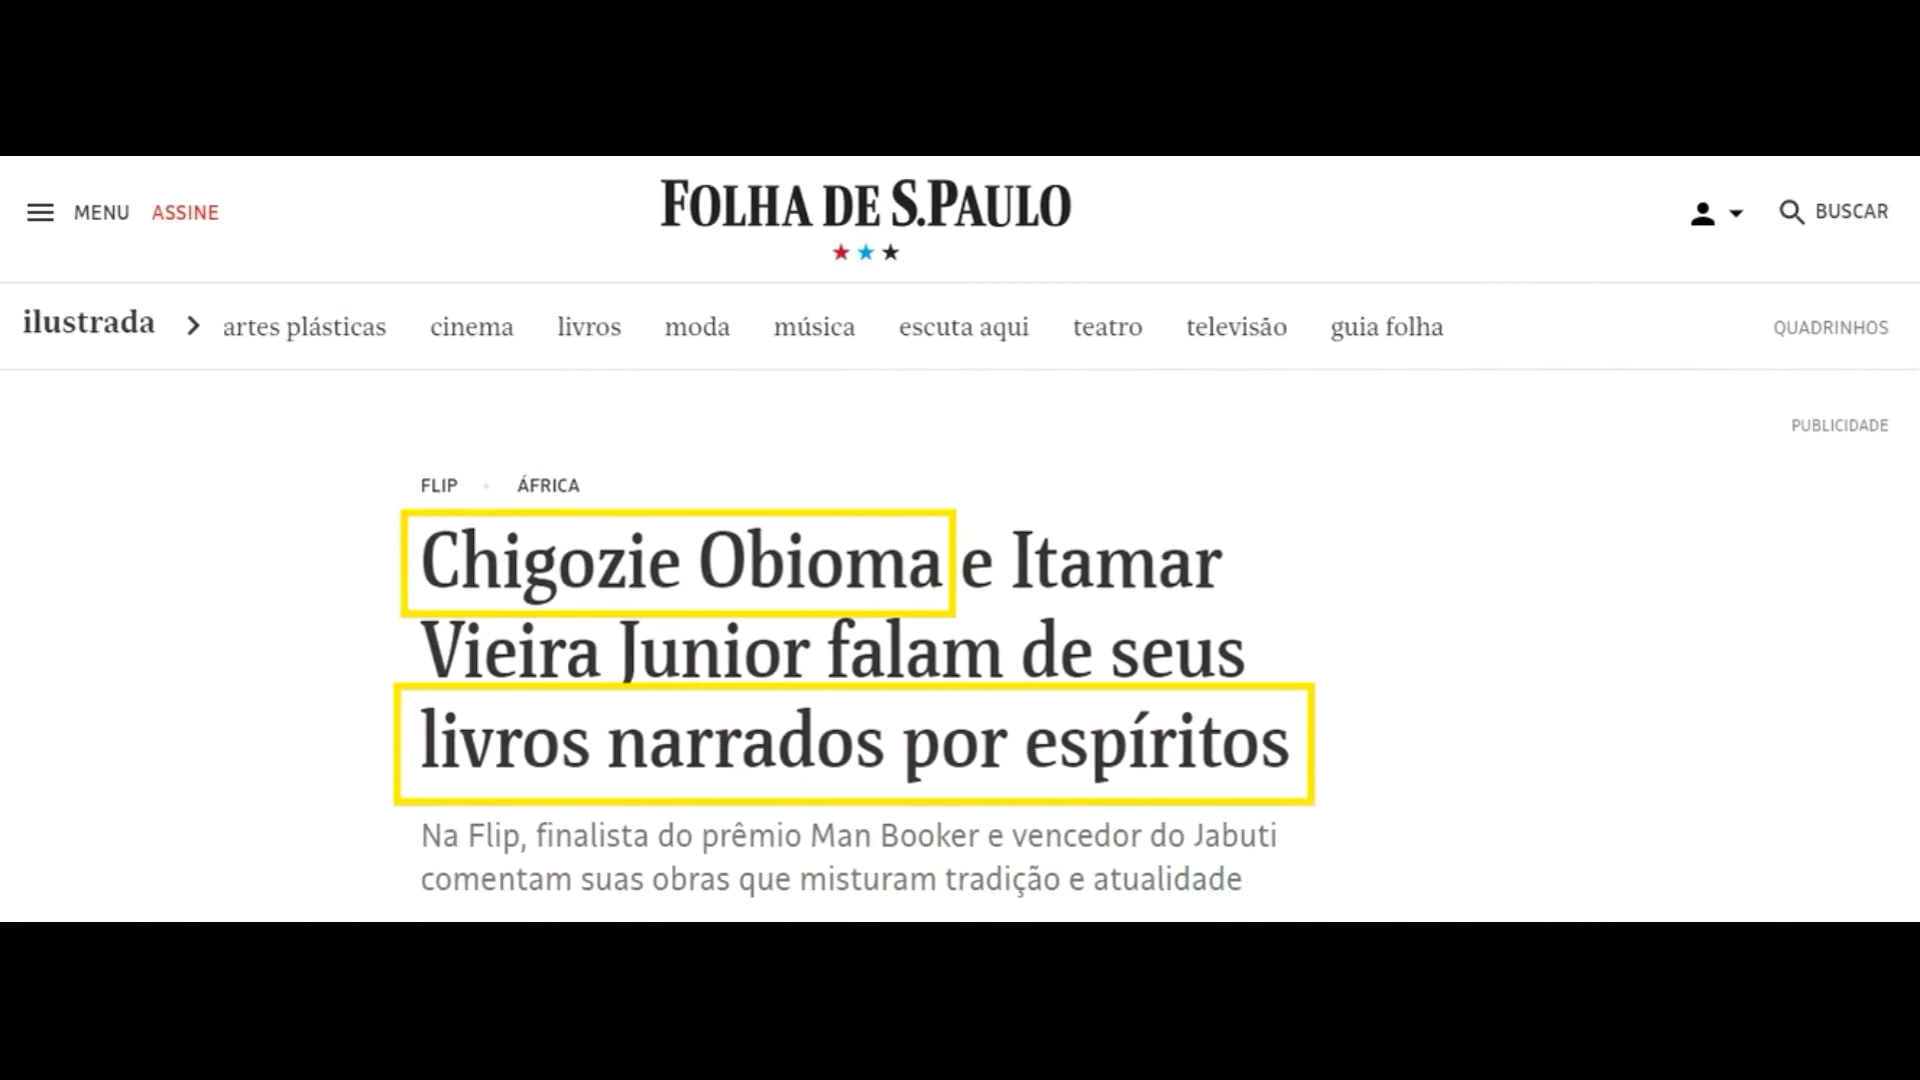 MENU ASSINE FOLHA DE S.PAULO BUSCAR
ilustrada artes plásticas cinema livros moda música escuta aqui teatro televisão guia folha QUADRINHOS
PUBLICIDADE
FLIP ÁFRICA
Chigozie Obioma e Itamar
Vieira Junior falam de seus
livros narrados por espíritos
Na Flip, finalista do prêmio Man Booker e vencedor do Jabuti
comentam suas obras que misturam tradição e atualidade